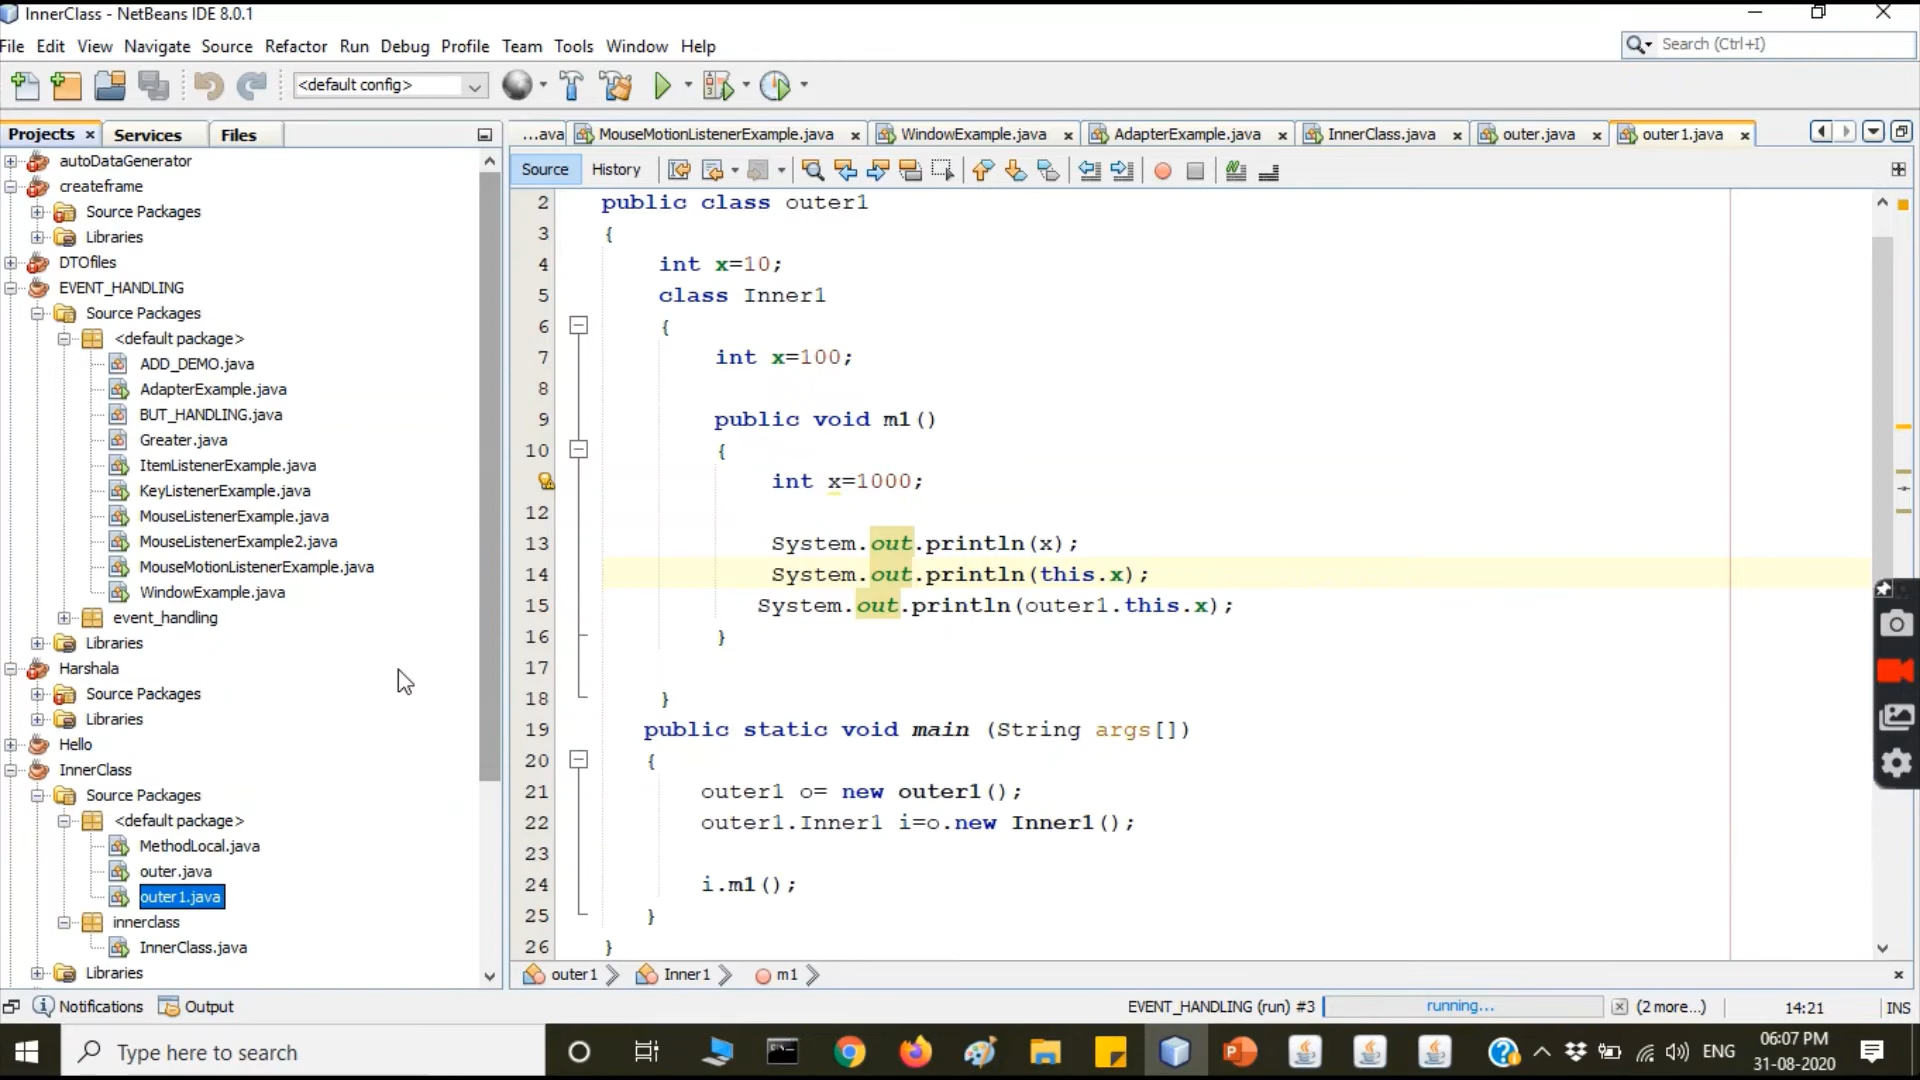 InnerClass - NetBeans IDE 8.0.1
File Edit View Navigate Source Refactor Run Debug Profile Team Tools Window Help
Search (Ctrl+I)
<default config>
Projects Services Files
...ava MouseMotionListenerExample.java WindowExample.java AdapterExample.java InnerClass.java outer.java outer1.java
Source History
autoDataGenerator
createframe
Source Packages
Libraries
DTOfiles
EVENT_HANDLING
Source Packages
<default package>
ADD_DEMO.java
AdapterExample.java
BUT_HANDLING.java
Greater.java
ItemListenerExample.java
KeyListenerExample.java
MouseListenerExample.java
MouseListenerExample2.java
MouseMotionListenerExample.java
WindowExample.java
event_handling
Libraries
Harshala
Source Packages
Libraries
Hello
InnerClass
Source Packages
<default package>
MethodLocal.java
outer.java
outer1.java
innerclass
InnerClass.java
Libraries
2 public class outer1
3 {
4 int x=10;
5 class Inner1
6 {
7 int x=100;
8
9 public void m1()
10 {
int x=1000;
12
13 System.out.println(x);
14 System.out.println(this.x);
15 System.out.println(outer1.this.x);
16 }
17
18 }
19 public static void main (String args[])
20 {
21 outer1 o= new outer1();
22 outer1.Inner1 i=o.new Inner1();
23
24 i.m1();
25 }
26 }
outer1 Inner1 m1
Notifications Output
EVENT_HANDLING (run) #3 running... (2 more...) 14:21 INS
Type here to search
ENG
06:07 PM
31-08-2020